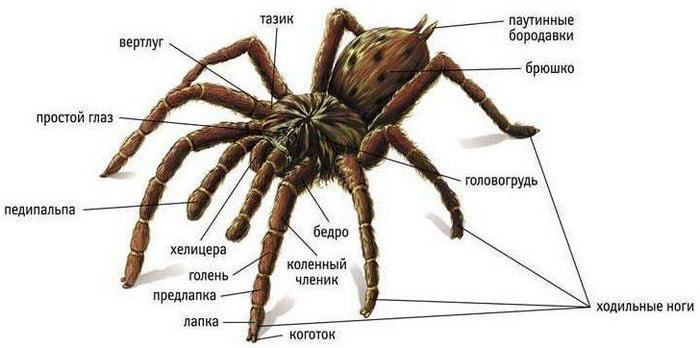 тазик
вертлуг
простой глаз
педипальпа
хелицера
голень
предлапка
лапка
коготок
коленный
членик
бедро
паутинные
бородавки
брюшко
головогрудь
ходильные ноги